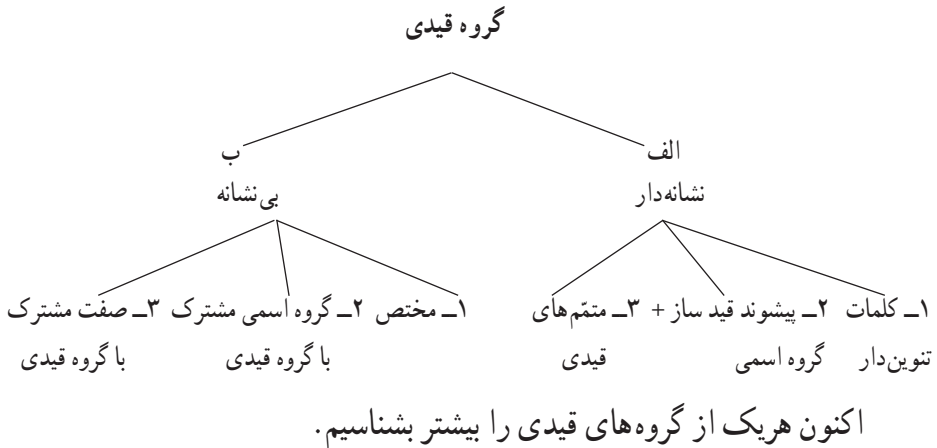 گروه قیدی
الف ب
نشانه‌دار بی‌نشانه
۱ــ کلمات ۲ــ پیشوند قید ساز + ۳ــ متمّم‌های ۱ــ مختص ۲ــ گروه اسمی مشترک ۳ــ صفت مشترک
تنوین‌دار گروه اسمی قیدی با گروه قیدی با گروه قیدی
اکنون هریک از گروه‌های قیدی را بیشتر بشناسیم.